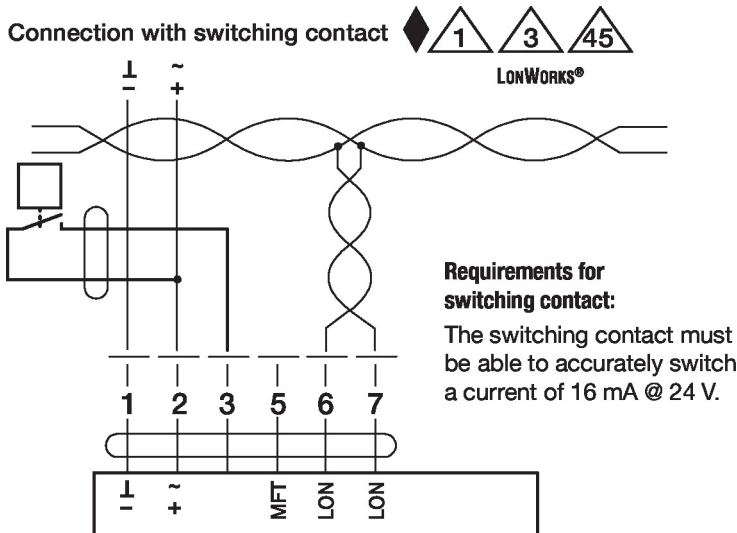 Connection with switching contact 1 3 45
LONWORKS®
⊥ ~
− +
Requirements for
switching contact:
The switching contact must
be able to accurately switch
a current of 16 mA @ 24 V.
1 2 3 5 6 7
⊥ ~ MFT LON LON
− +